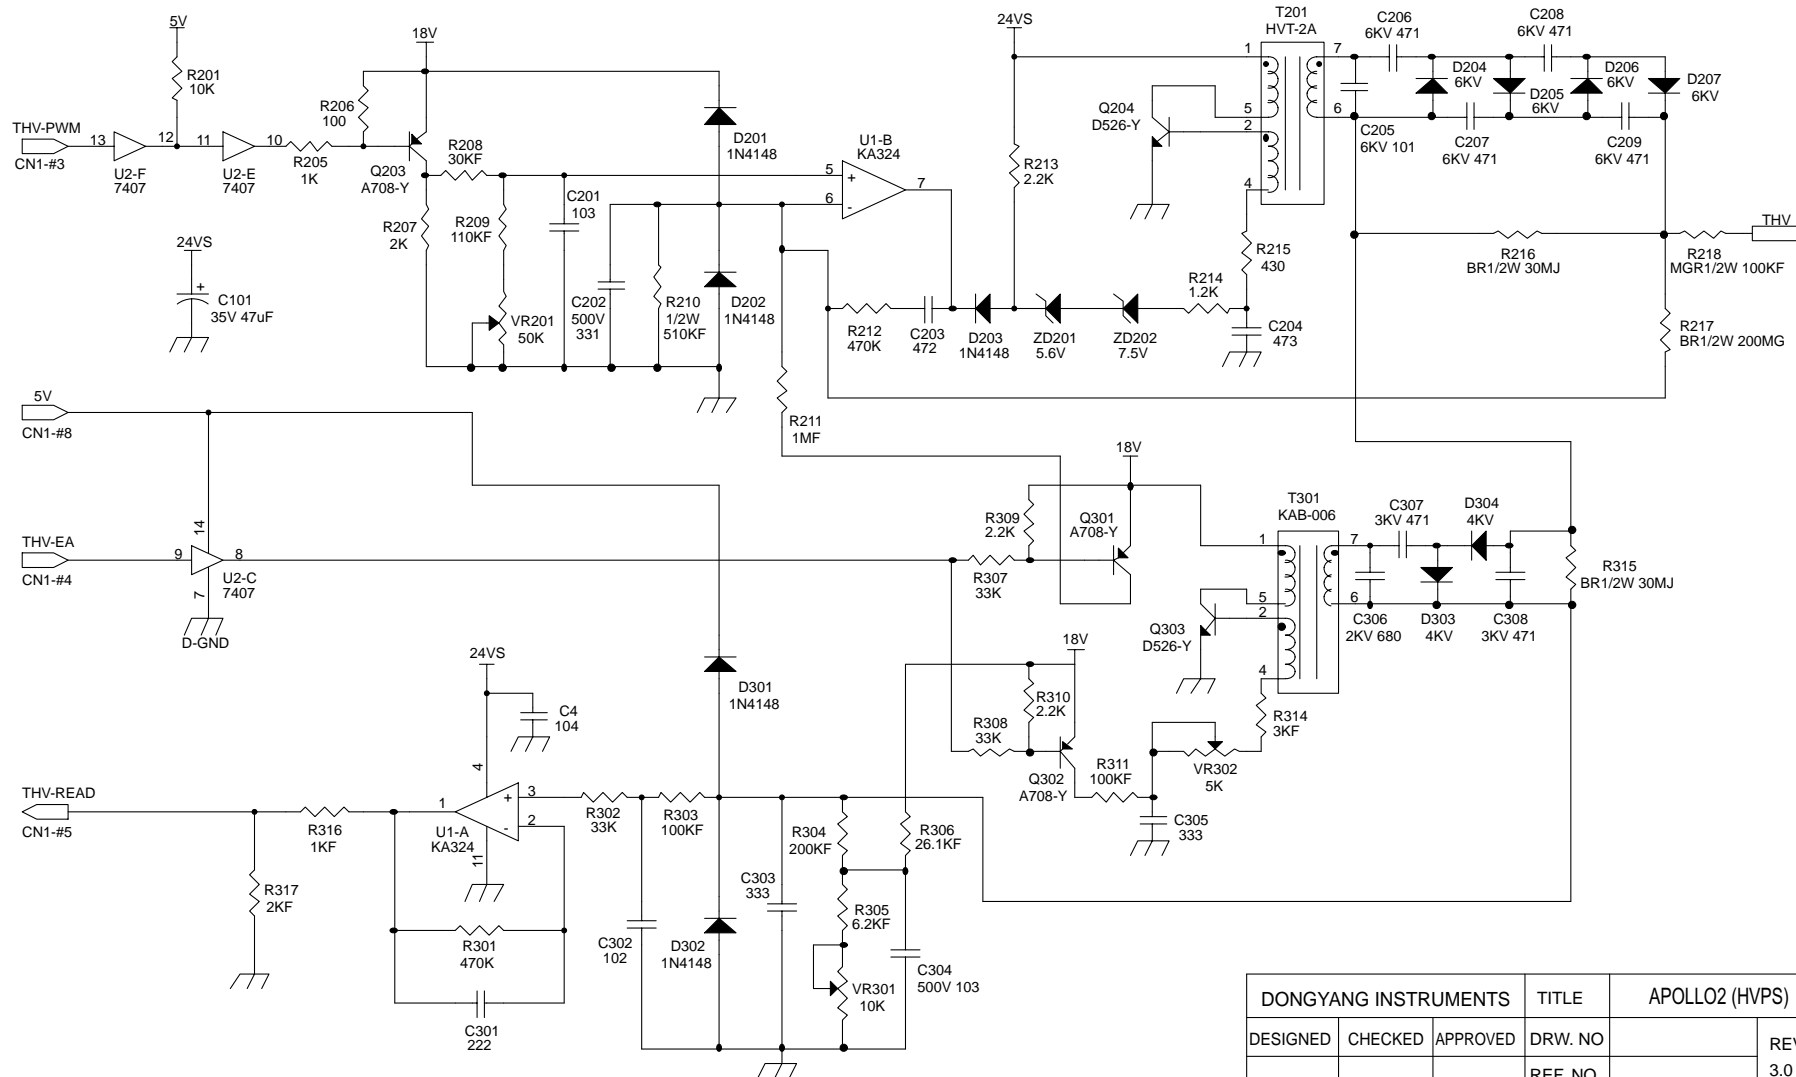 5V
R201
10K
THV-PWM
CN1-#3
13
U2-F
7407
12
11
U2-E
7407
10
R205
1K
R206
100
18V
Q203
A708-Y
R208
30KF
R207
2K
R209
110KF
VR201
50K
C201
103
C202
500V
331
R210
1/2W
510KF
D201
1N4148
D202
1N4148
24VS
C101
35V 47uF
+
U1-B
KA324
5
+
6
-
7
R212
470K
C203
472
D203
1N4148
ZD201
5.6V
ZD202
7.5V
R214
1.2K
R215
430
C204
473
24VS
R213
2.2K
Q204
D526-Y
T201
HVT-2A
1
5
2
4
7
6
C206
6KV 471
C208
6KV 471
D204
6KV
D205
6KV
D206
6KV
D207
6KV
C205
6KV 101
C207
6KV 471
C209
6KV 471
R216
BR1/2W 30MJ
R218
MGR1/2W 100KF
THV
R217
BR1/2W 200MG
R211
1MF
5V
CN1-#8
THV-EA
CN1-#4
9
14
8
7
U2-C
7407
D-GND
R309
2.2K
R307
33K
Q301
A708-Y
18V
T301
KAB-006
1
5
2
4
7
6
C307
3KV 471
D304
4KV
C306
2KV 680
D303
4KV
C308
3KV 471
R315
BR1/2W 30MJ
Q303
D526-Y
18V
R310
2.2K
R308
33K
Q302
A708-Y
R311
100KF
VR302
5K
R314
3KF
C305
333
24VS
C4
104
D301
1N4148
THV-READ
CN1-#5
R316
1KF
R317
2KF
1
4
3
+
2
-
11
U1-A
KA324
R301
470K
C301
222
R302
33K
R303
100KF
C302
102
D302
1N4148
C303
333
R304
200KF
R305
6.2KF
VR301
10K
R306
26.1KF
C304
500V 103
DONGYANG INSTRUMENTS TITLE APOLLO2 (HVPS)
DESIGNED CHECKED APPROVED DRW. NO REV
3.0
REF. NO